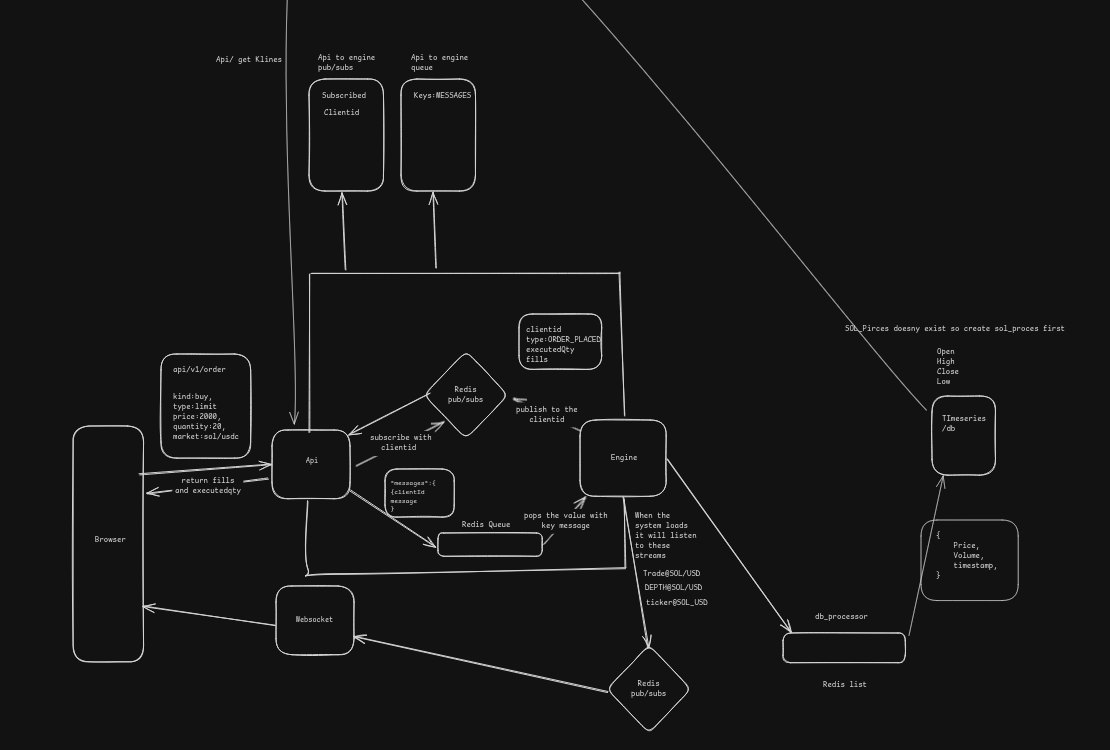 Api/ get Klines
Api to engine
pub/subs
Api to engine
queue
Subscribed
Clientid
Keys:MESSAGES
clientid
type:ORDER_PLACED
executedQty
fills
SOL_Pirces doesny exist so create sol_proces first
Open
High
Close
Low
TImeseries
/db
api/v1/order
kind:buy,
type:limit
price:2000,
quantity:20,
market:sol/usdc
Redis
pub/subs
publish to the
clientid
subscribe with
clientid
Api
Engine
return fills
and executedqty
"messages":{
{clientId
message
}
Redis Queue
pops the value with
key message
When the
system loads
it will listen
to these
streams
Trade@SOL/USD
DEPTH@SOL/USD
ticker@SOL_USD
Browser
{
Price,
Volume,
timestamp,
}
Websocket
db_processor
Redis list
Redis
pub/subs